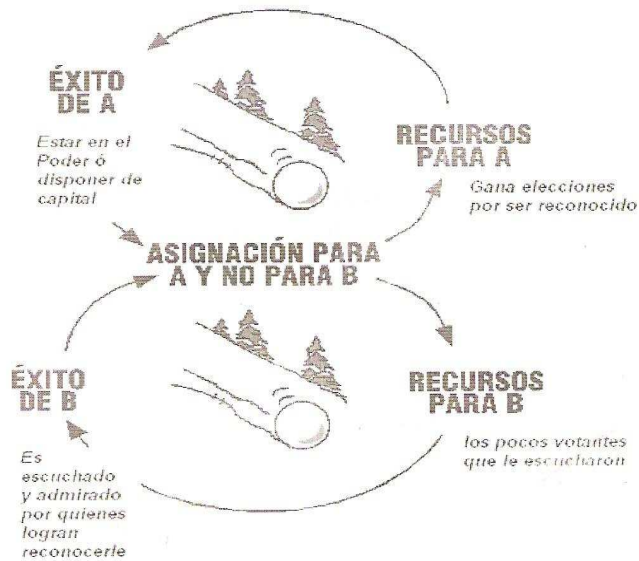 ÉXITO
DE A
Estar en el
Poder ó
disponer de
capital
RECURSOS
PARA A
Gana elecciones
por ser reconocido
ASIGNACIÓN PARA
A Y NO PARA B
ÉXITO
DE B
Es
escuchado
y admirado
por quienes
logran
reconocerle
RECURSOS
PARA B
los pocos votantes
que le escucharon